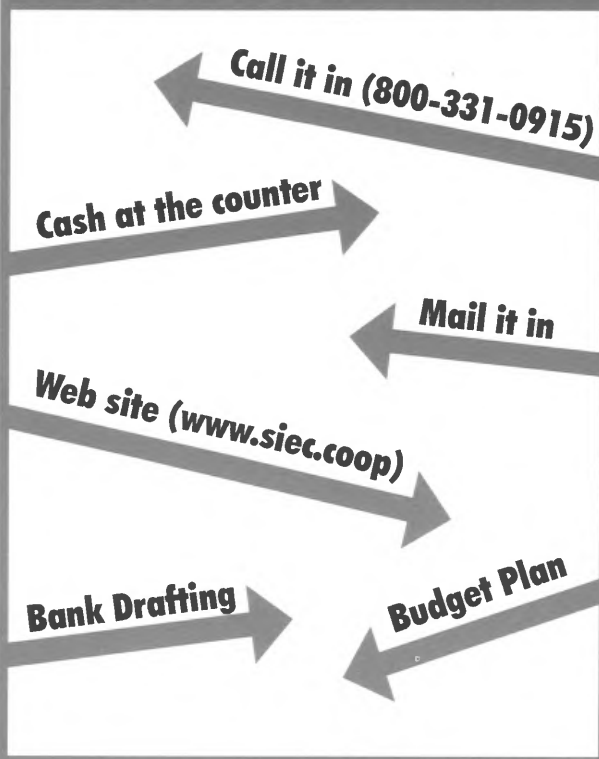 Call it in (800-331-0915)
Cash at the counter
Mail it in
Web site (www.siec.coop)
Bank Drafting
Budget Plan